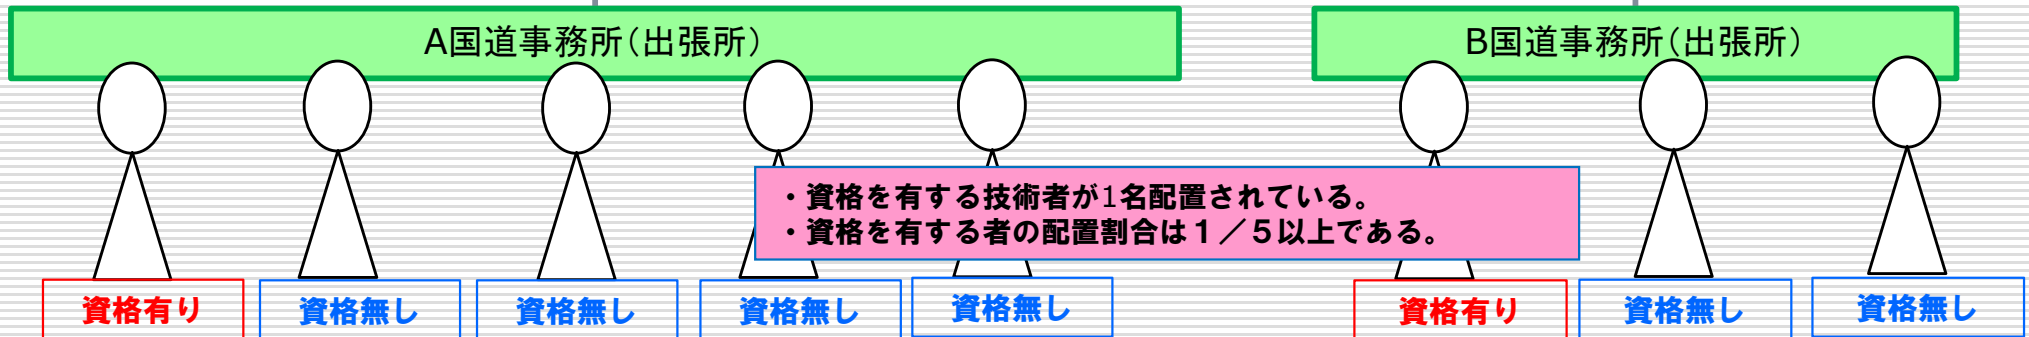 A国道事務所(出張所)
B国道事務所(出張所)
・資格を有する技術者が1名配置されている。
・資格を有する者の配置割合は1/5以上である。
資格有り
資格無し
資格無し
資格無し
資格無し
資格有り
資格無し
資格無し